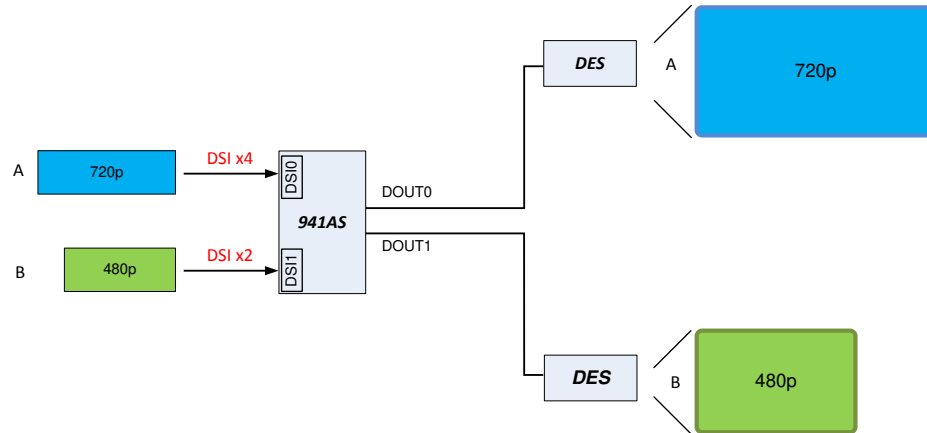 DES
A
720p
A
720p
DSI x4
DSI0
DOUT0
941AS
DOUT1
B
480p
DSI x2
DSI1
DES
B
480p